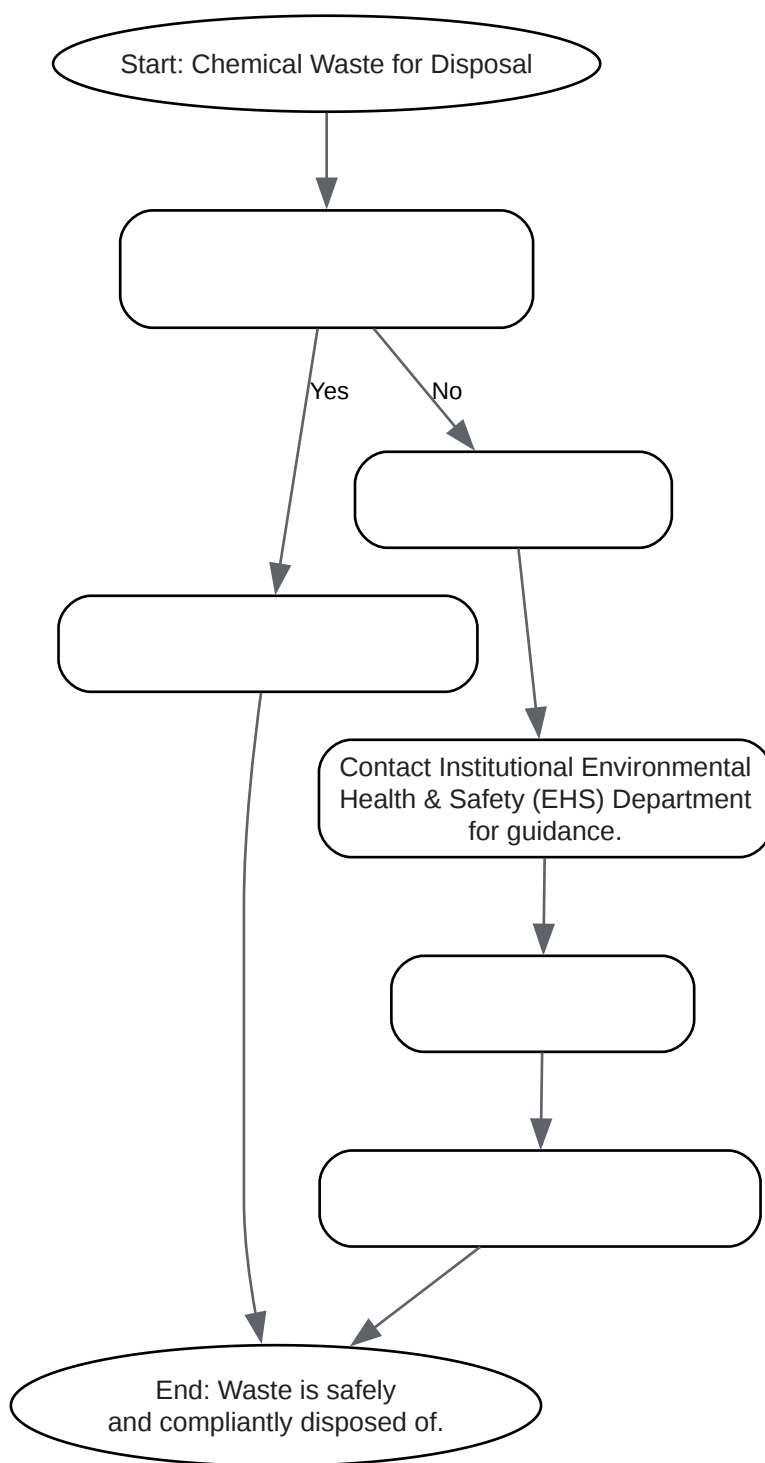 Start: Chemical Waste for Disposal
Yes
No
Contact Institutional Environmental
Health & Safety (EHS) Department
for guidance.
End: Waste is safely
and compliantly disposed of.